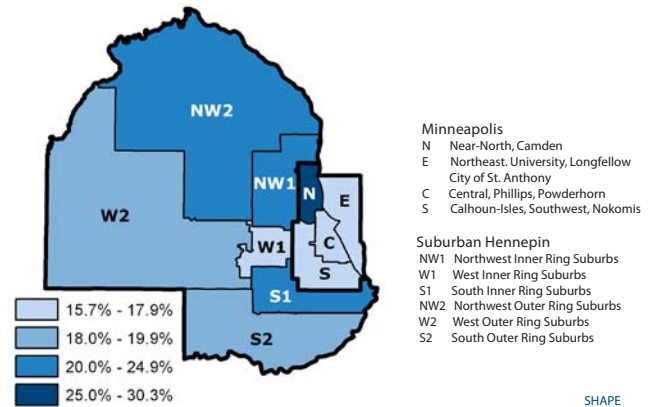 NW2
NW1
N
E
W2
W1
C
S
S1
S2
15.7% - 17.9%
18.0% - 19.9%
20.0% - 24.9%
25.0% - 30.3%
Minneapolis
N Near-North, Camden
E Northeast. University, Longfellow
City of St. Anthony
C Central, Phillips, Powderhorn
S Calhoun-Isles, Southwest, Nokomis
Suburban Hennepin
NW1 Northwest Inner Ring Suburbs
W1 West Inner Ring Suburbs
S1 South Inner Ring Suburbs
NW2 Northwest Outer Ring Suburbs
W2 West Outer Ring Suburbs
S2 South Outer Ring Suburbs
SHAPE